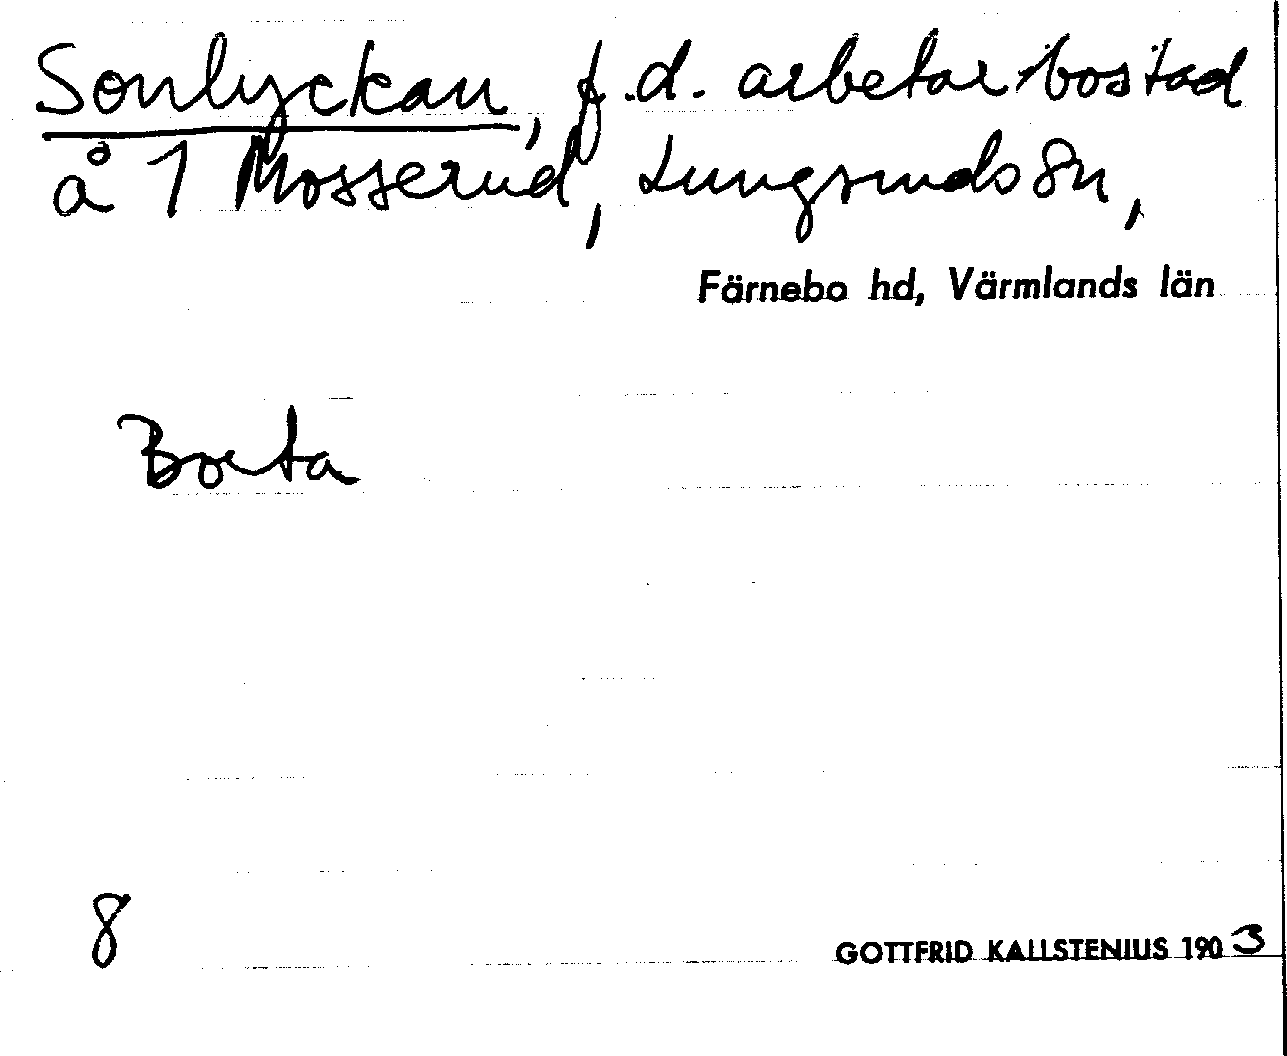 Sonlyckan, f.d. arbetarbostad
å 1 Mosserud, Lungsunds sn,
Färnebo hd, Värmlands län
Borta
8
GOTTFRID KALLSTENIUS 1903